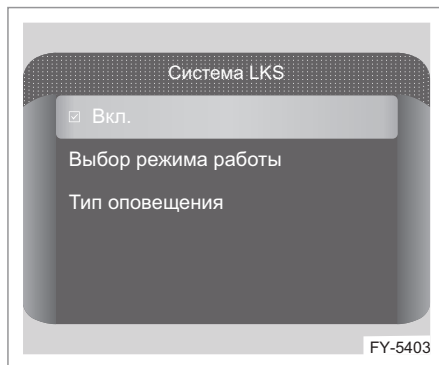 Система LKS
☑ Вкл.
Выбор режима работы
Тип оповещения
FY-5403